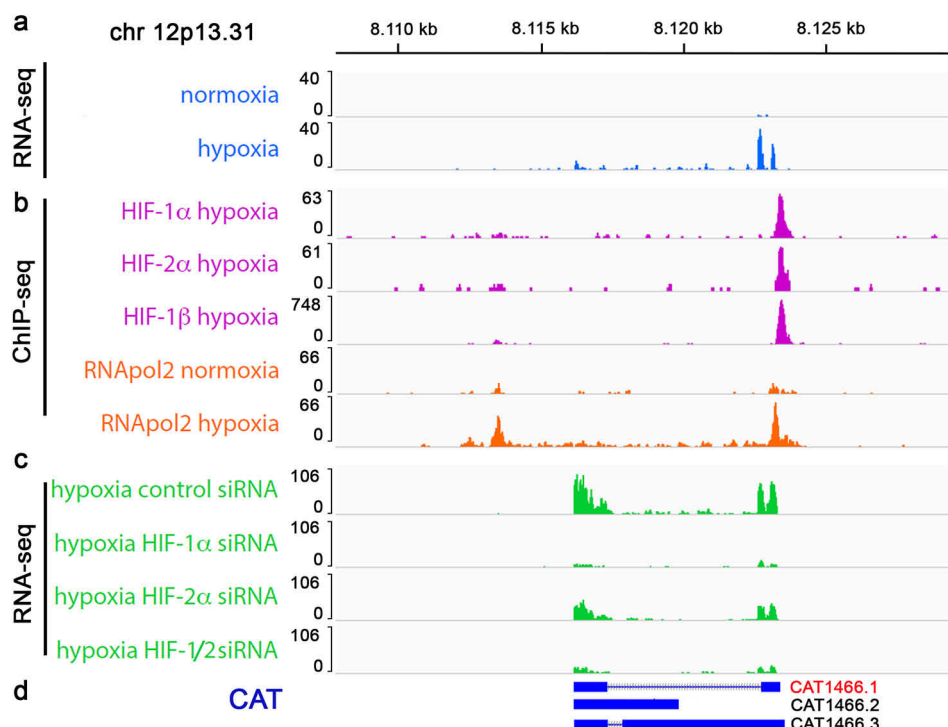 a
chr 12p13.31
8.110 kb
8.115 kb
8.120 kb
8.125 kb
RNA-seq
40
normoxia
0
40
hypoxia
0
b
ChIP-seq
63
HIF-1α hypoxia
0
61
HIF-2α hypoxia
0
748
HIF-1β hypoxia
0
66
RNApol2 normoxia
0
66
RNApol2 hypoxia
0
c
RNA-seq
106
hypoxia control siRNA
0
106
hypoxia HIF-1α siRNA
0
106
hypoxia HIF-2α siRNA
0
106
hypoxia HIF-1/2siRNA
0
d
CAT
CAT1466.1
CAT1466.2
CAT1466.3